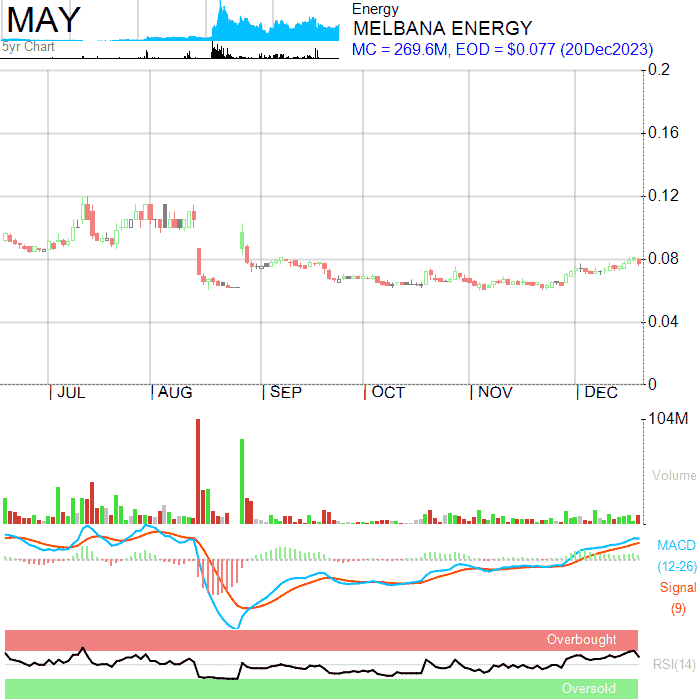 MAY
5yr Chart
Energy
MELBANA ENERGY
MC = 269.6M, EOD = $0.077 (20Dec2023)
0.2
0.16
0.12
0.08
0.04
0
JUL AUG SEP OCT NOV DEC
104M
Volume
MACD
(12-26)
Signal
(9)
Overbought
RSI(14)
Oversold